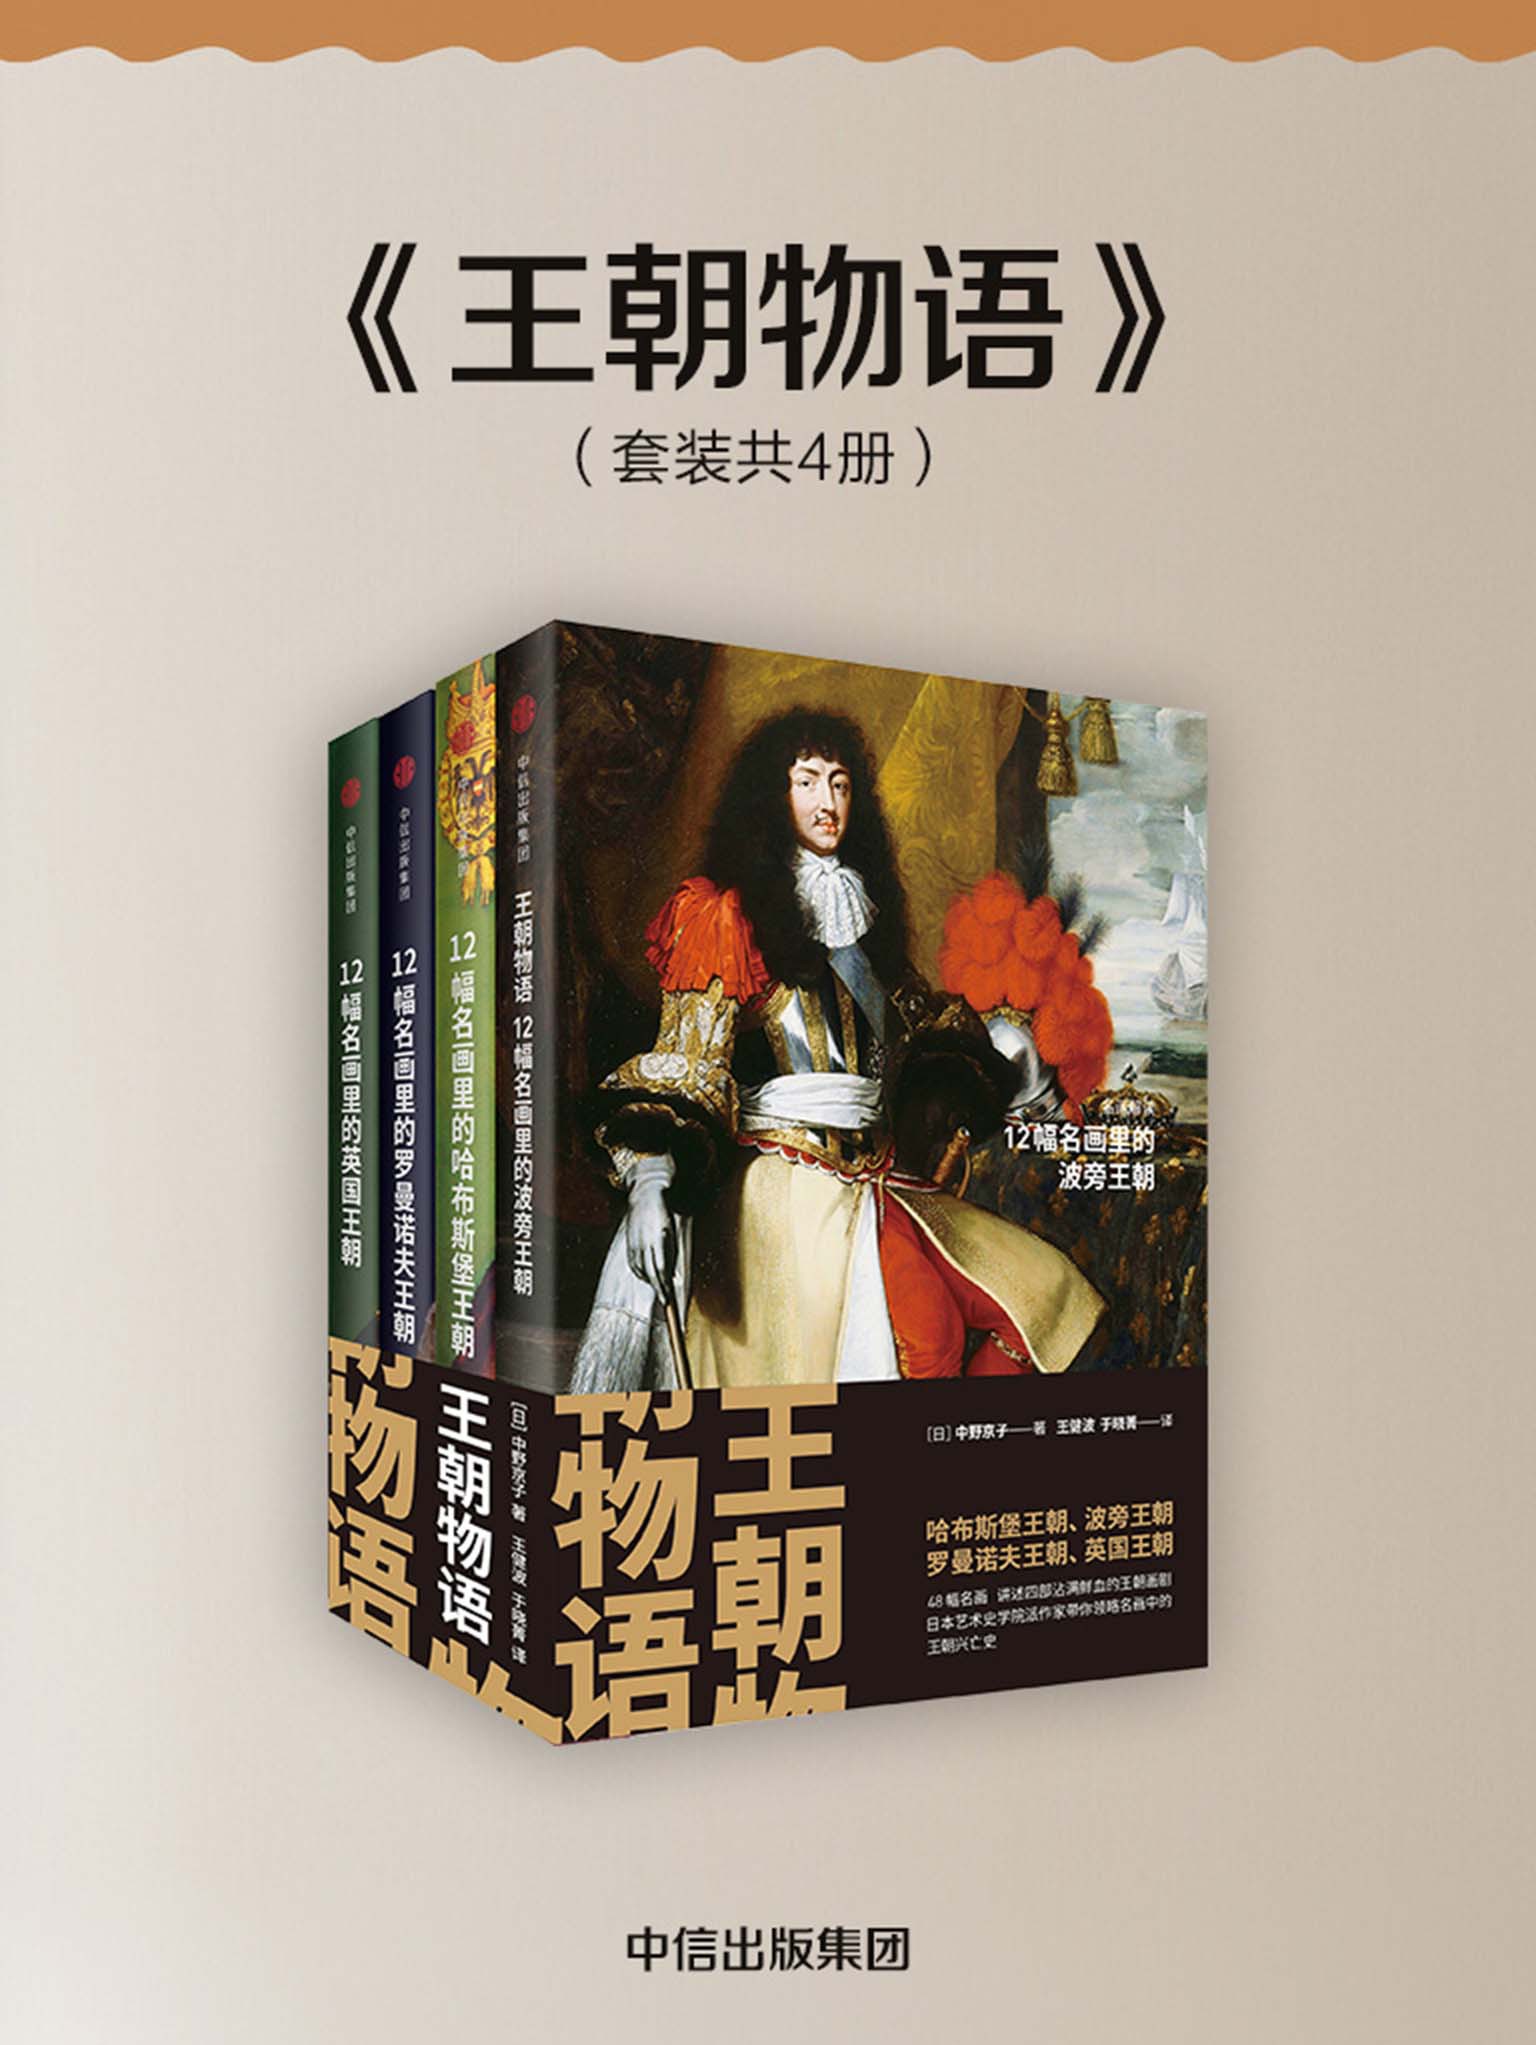 《王朝物语》
（套装共4册）
中信出版集团
12幅名画里的英国王朝
中信出版集团
12幅名画里的罗曼诺夫王朝
集团
12幅名画里的哈布斯堡王朝
中信出版集团
王朝物语 12幅名画里的波旁王朝
12幅名画里的
波旁王朝
物语
王朝物语
[日]中野京子 著 王健波 于晓菁 译
王朝物
物语
[日]中野京子——著 王健波 于晓菁——译
哈布斯堡王朝、波旁王朝
罗曼诺夫王朝、英国王朝
48幅名画 讲述四部沾满鲜血的王朝画剧
日本艺术史学院派作家带你领略名画中的
王朝兴亡史
中信出版集团